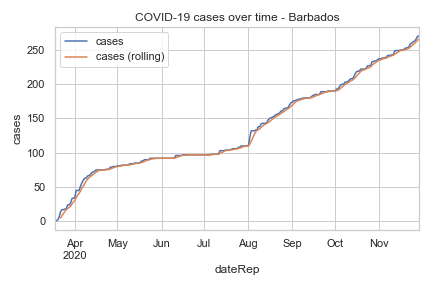 COVID-19 cases over time - Barbados
cases
cases (rolling)
250
200
150
100
50
0
cases
Apr May Jun Jul Aug Sep Oct Nov
2020
dateRep